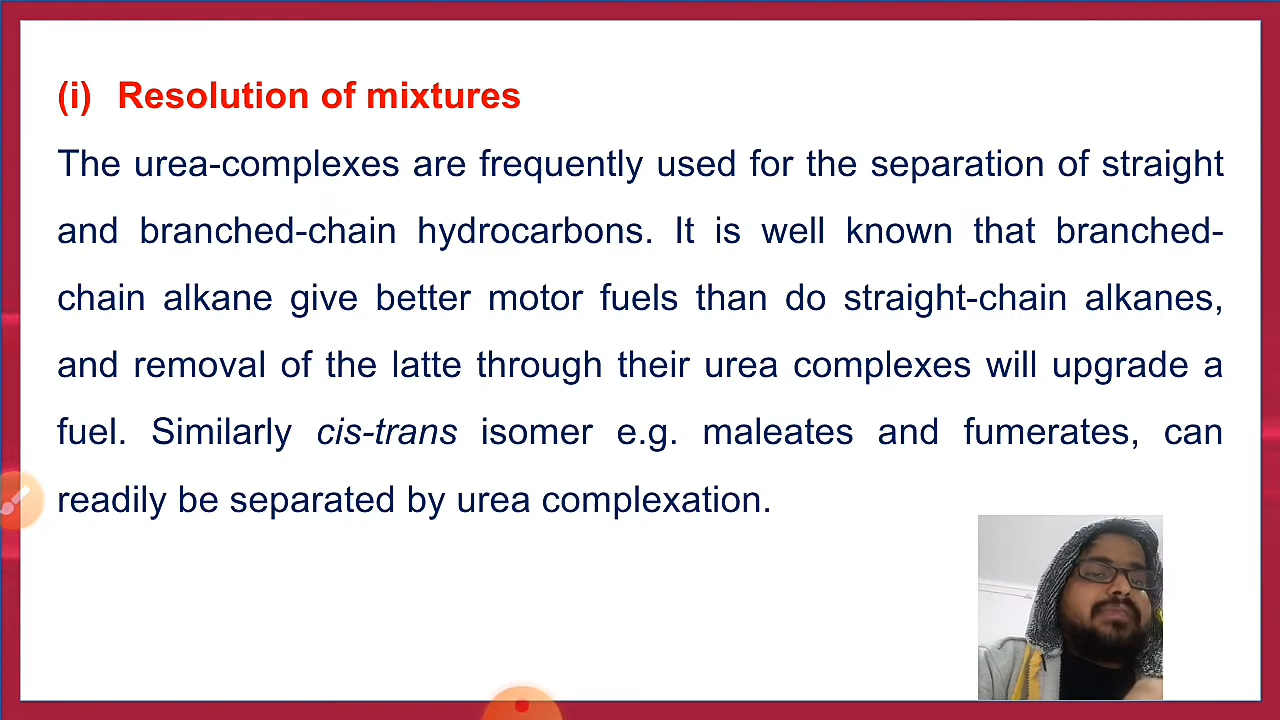 (i) Resolution of mixtures
The urea-complexes are frequently used for the separation of straight
and branched-chain hydrocarbons. It is well known that branched-
chain alkane give better motor fuels than do straight-chain alkanes,
and removal of the latte through their urea complexes will upgrade a
fuel. Similarly cis-trans isomer e.g. maleates and fumerates, can
readily be separated by urea complexation.